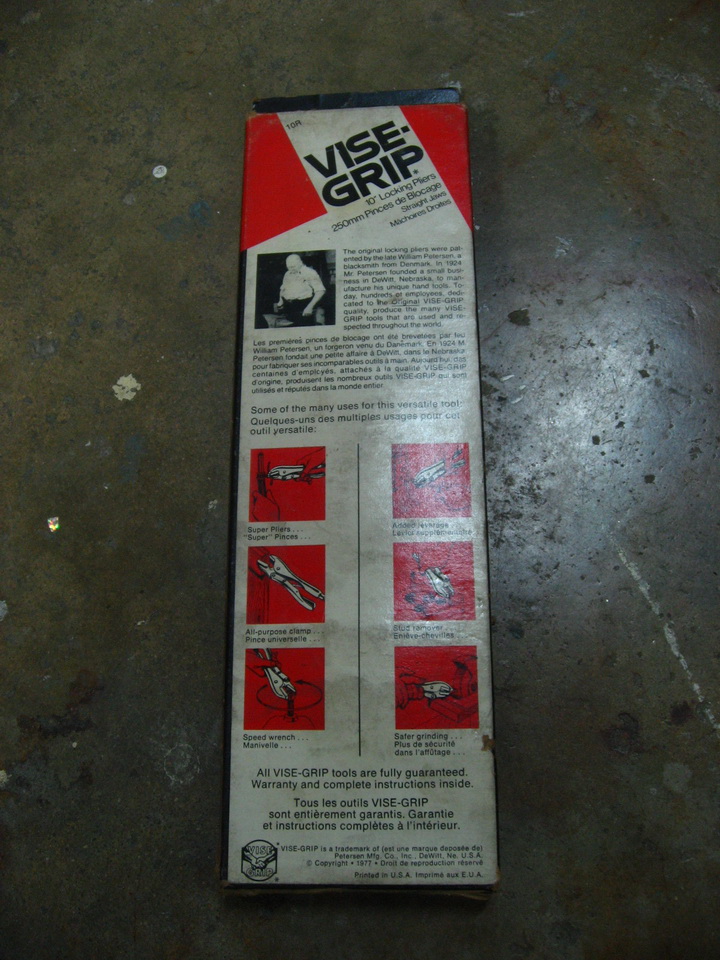 10R
VISE-
GRIP®
10" Locking Pliers
250mm Pinces de Blocage
Straight Jaws
Mâchoires Droites
The original locking pliers were pat-
ented by the late William Petersen, a
blacksmith from Denmark. In 1924
Mr. Petersen founded a small busi-
ness in DeWitt, Nebraska, to man-
ufacture his unique hand tools. To-
day, hundreds of employees, dedi-
cated to the Original VISE-GRIP
quality, produce the many VISE-
GRIP tools that are used and re-
spected throughout the world.
Les premières pinces de blocage ont été brevetées par feu
William Petersen, un forgeron venu du Danemark. En 1924 M.
Petersen fondait une petite affaire à DeWitt, dans le Nebraska
pour fabriquer ses incomparables outils à main. Aujourd'hui, des
centaines d'employés, attachés à la qualité VISE-GRIP
d'origine, produisent les nombreux outils VISE-GRIP qui sont
utilisés et réputés dans la monde entier.
Some of the many uses for this versatile tool:
Quelques-uns des multiples usages pour cet
outil versatile:
Super Pliers . . .
"Super" Pinces . . .
Added leverage . . .
Levier supplémentaire
All-purpose clamp . . .
Pince universelle . . .
Stud remover . . .
Enlève-chevilles
Speed wrench . . .
Manivelle . . .
Safer grinding . . .
Plus de sécurité
dans l'affûtage . . .
All VISE-GRIP tools are fully guaranteed.
Warranty and complete instructions inside.
Tous les outils VISE-GRIP
sont entièrement garantis. Garantie
et instructions complètes à l'intérieur.
VISE
GRIP
®
VISE-GRIP is a trademark of (est une marque deposée de)
Petersen Mfg. Co., Inc., DeWitt, Ne. U.S.A.
© Copyright • 1977 • Droit de reproduction réservé
Printed in U.S.A. Imprimé aux E.U.A.